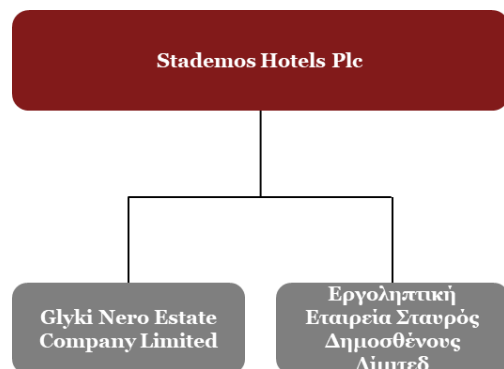 Stademos Hotels Plc
Glyki Nero Estate
Company Limited
Εργοληπτική
Εταιρεία Σταυρός
Δημοσθένους
Λίμιτεδ